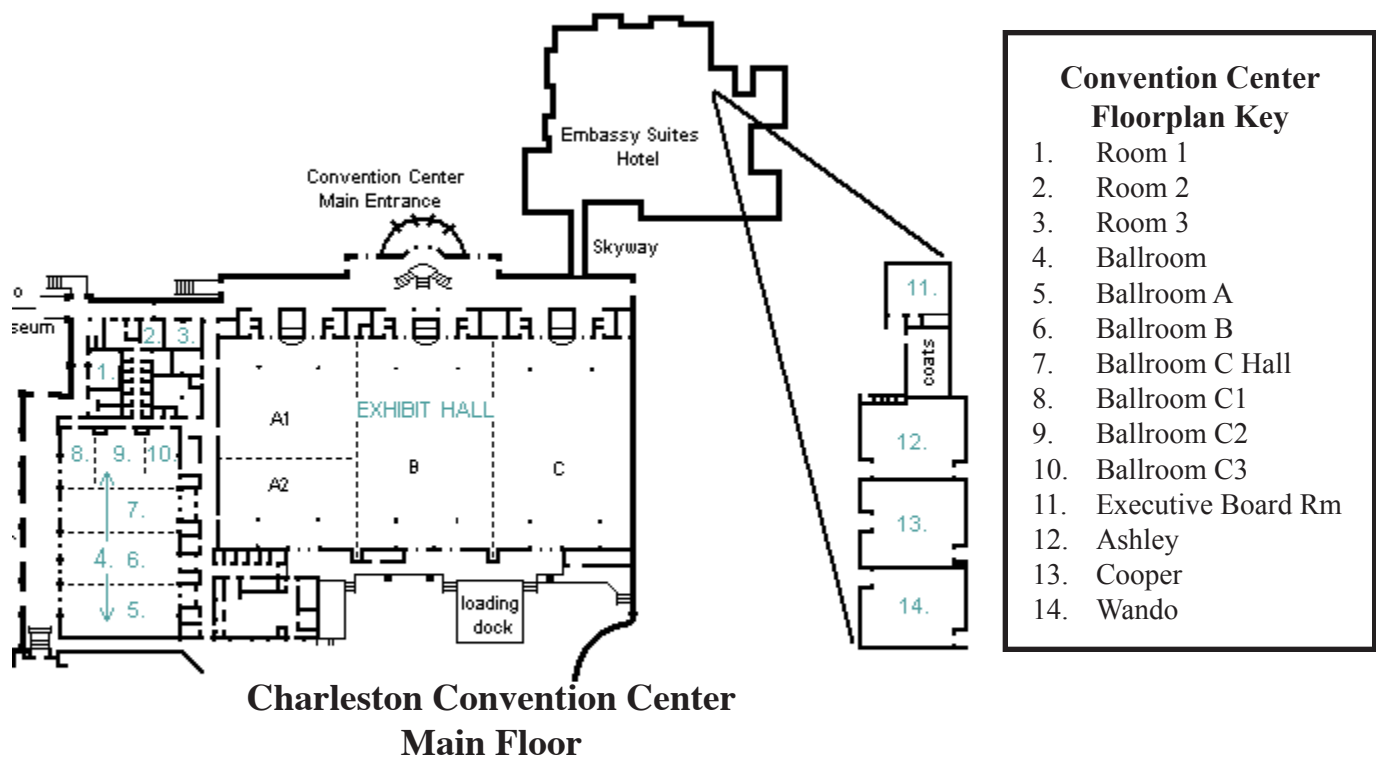 Embassy Suites
Hotel
Convention Center
Main Entrance
Skyway
o
seum
2.
3.
1.
11.
coats
EXHIBIT HALL
A1
A2
B
C
8.
9.
10.
7.
4.
6.
5.
12.
13.
14.
loading
dock
Charleston Convention Center
Main Floor
Convention Center
Floorplan Key
1. Room 1
2. Room 2
3. Room 3
4. Ballroom
5. Ballroom A
6. Ballroom B
7. Ballroom C Hall
8. Ballroom C1
9. Ballroom C2
10. Ballroom C3
11. Executive Board Rm
12. Ashley
13. Cooper
14. Wando